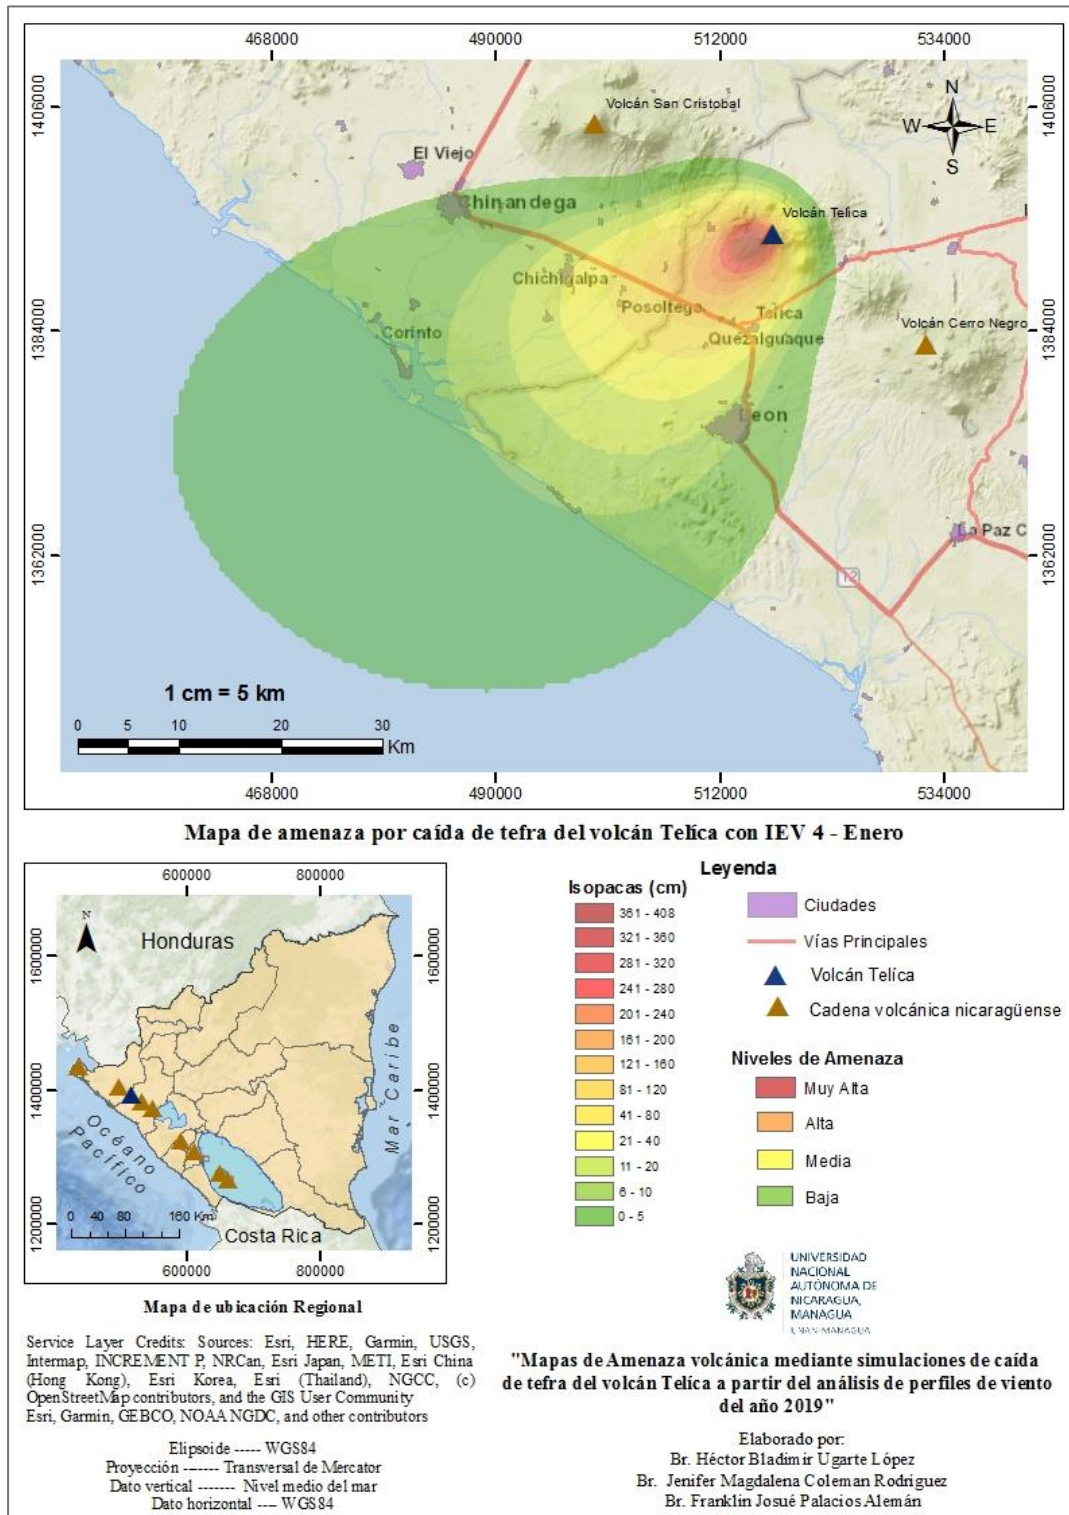 468000 490000 512000 534000
1406000
1406000
Volcán San Cristobal
N
W E
S
El Viejo
Chinandega
Volcán Telica
Chichigalpa
Posoltega
Telica
Volcán Cerro Negro
1384000
1384000
Corinto
Quezalguaque
Leon
La Paz C
1362000
1362000
12
1 cm = 5 km
0 5 10 20 30
Km
468000 490000 512000 534000
Mapa de amenaza por caída de tefra del volcán Telíca con IEV 4 - Enero
600000 800000
N
Honduras
1600000
1600000
Mar Caribe
1400000
1400000
Océano
Pacífico
0 40 80 160 Km
1200000
1200000
Costa Rica
600000 800000
Mapa de ubicación Regional
Leyenda
Isopacas (cm)
361 - 408
321 - 360
281 - 320
241 - 280
201 - 240
161 - 200
121 - 160
81 - 120
41 - 80
21 - 40
11 - 20
6 - 10
0 - 5
Ciudades
Vías Principales
Volcán Telíca
Cadena volcánica nicaragüense
Niveles de Amenaza
Muy Alta
Alta
Media
Baja
UNIVERSIDAD
NACIONAL
AUTÓNOMA DE
NICARAGUA,
MANAGUA
UNAN-MANAGUA
Service Layer Credits: Sources: Esri, HERE, Garmin, USGS,
Intermap, INCREMENT P, NRCan, Esri Japan, METI, Esri China
(Hong Kong), Esri Korea, Esri (Thailand), NGCC, (c)
OpenStreetMap contributors, and the GIS User Community
Esri, Garmin, GEBCO, NOAA NGDC, and other contributors
Elipsoide ----- WGS84
Proyección ------- Transversal de Mercator
Dato vertical ------- Nivel medio del mar
Dato horizontal ---- WGS84
"Mapas de Amenaza volcánica mediante simulaciones de caída
de tefra del volcán Telíca a partir del análisis de perfiles de viento
del año 2019"
Elaborado por:
Br. Héctor Bladimir Ugarte López
Br. Jenifer Magdalena Coleman Rodriguez
Br. Franklin Josué Palacios Alemán